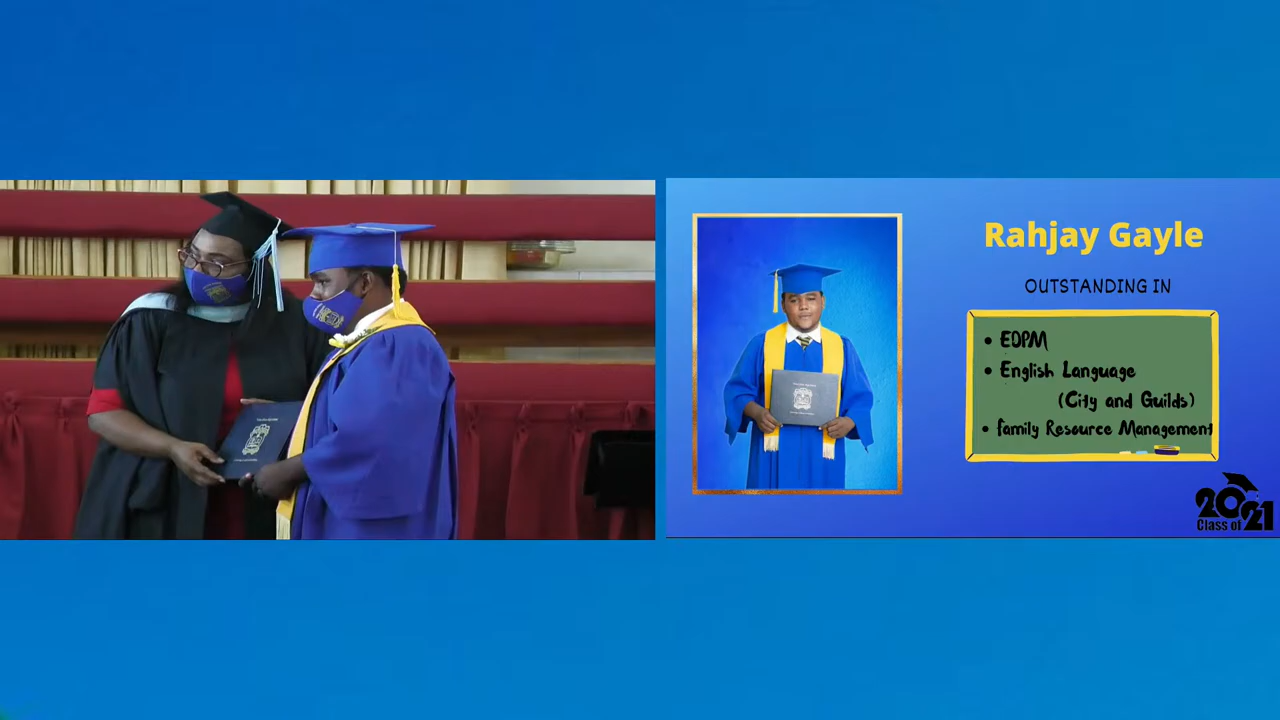 Rahjay Gayle
OUTSTANDING IN
• EDPM
• English Language
(City and Guilds)
• family Resource Management
2021
Class of